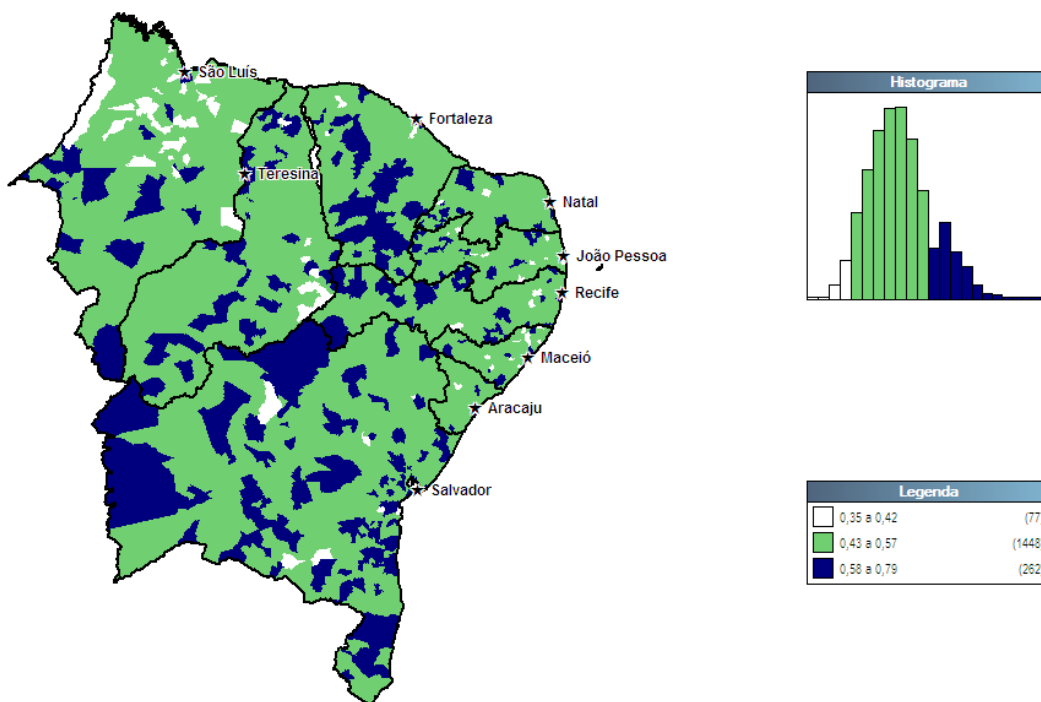 São Luís
Fortaleza
Teresina
Natal
João Pessoa
Recife
Maceió
Aracaju
Salvador
Histograma
Legenda
0,35 a 0,42 (77)
0,43 a 0,57 (1448
0,58 a 0,79 (262